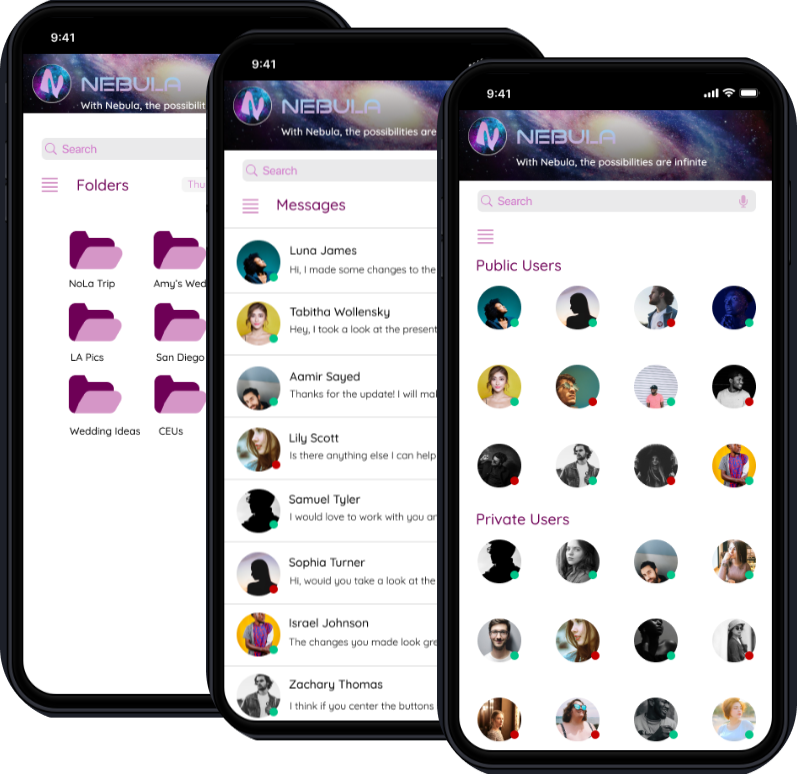 9:41
NEBULA
With Nebula, the possibilit
Search
Folders
Thu
NoLa Trip
Amy's Wed
LA Pics
San Diego
Wedding Ideas
CEUs
9:41
NEBULA
With Nebula, the possibilities are
Search
Messages
Luna James
Hi, I made some changes to the
Tabitha Wollensky
Hey, I took a look at the present
Aamir Sayed
Thanks for the update! I will mak
Lily Scott
Is there anything else I can help
Samuel Tyler
I would love to work with you an
Sophia Turner
Hi, would you take a look at the
Israel Johnson
The changes you made look gre
Zachary Thomas
I think if you center the buttons
9:41
N
NEBULA
With Nebula, the possibilities are infinite
Search
Public Users
Private Users